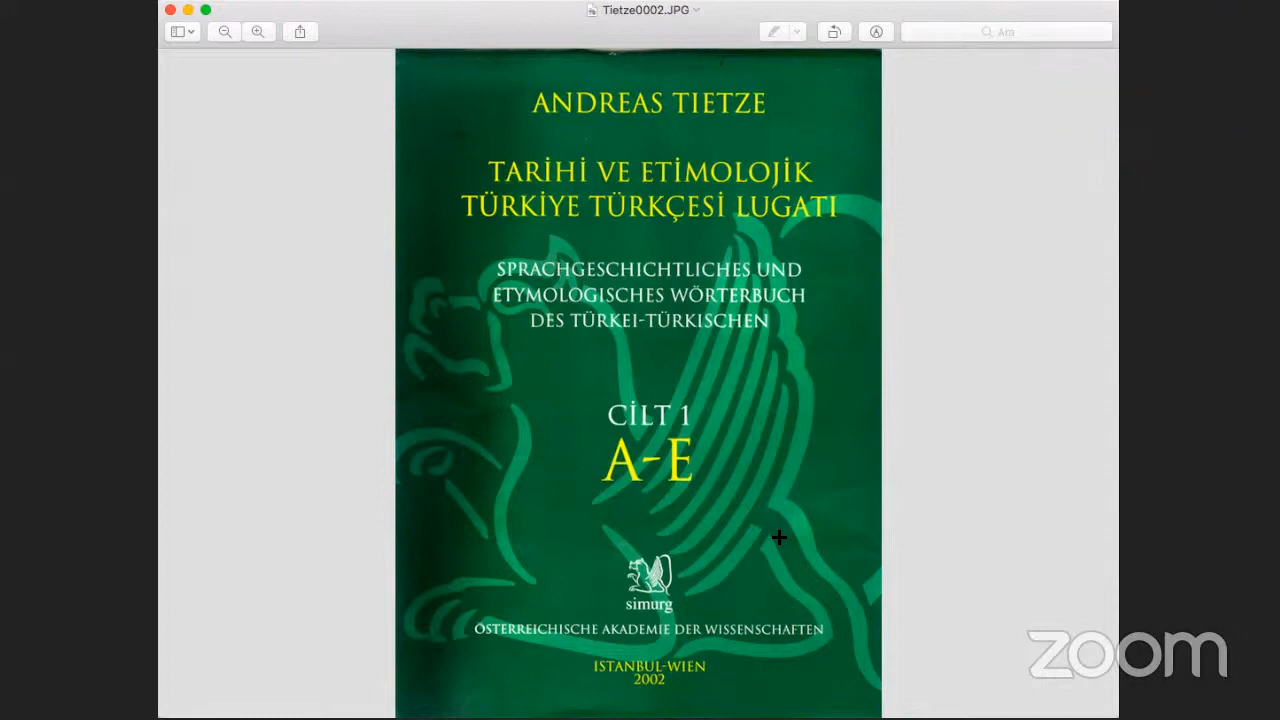 Tietze0002.JPG
Ara
ANDREAS TIETZE
TARİHİ VE ETİMOLOJİK
TÜRKİYE TÜRKÇESİ LUGATI
SPRACHGESCHICHTLICHES UND
ETYMOLOGISCHES WÖRTERBUCH
DES TÜRKEI-TÜRKISCHEN
CİLT 1
A-E
simurg
ÖSTERREICHISCHE AKADEMIE DER WISSENSCHAFTEN
ISTANBUL-WIEN
2002
zoom